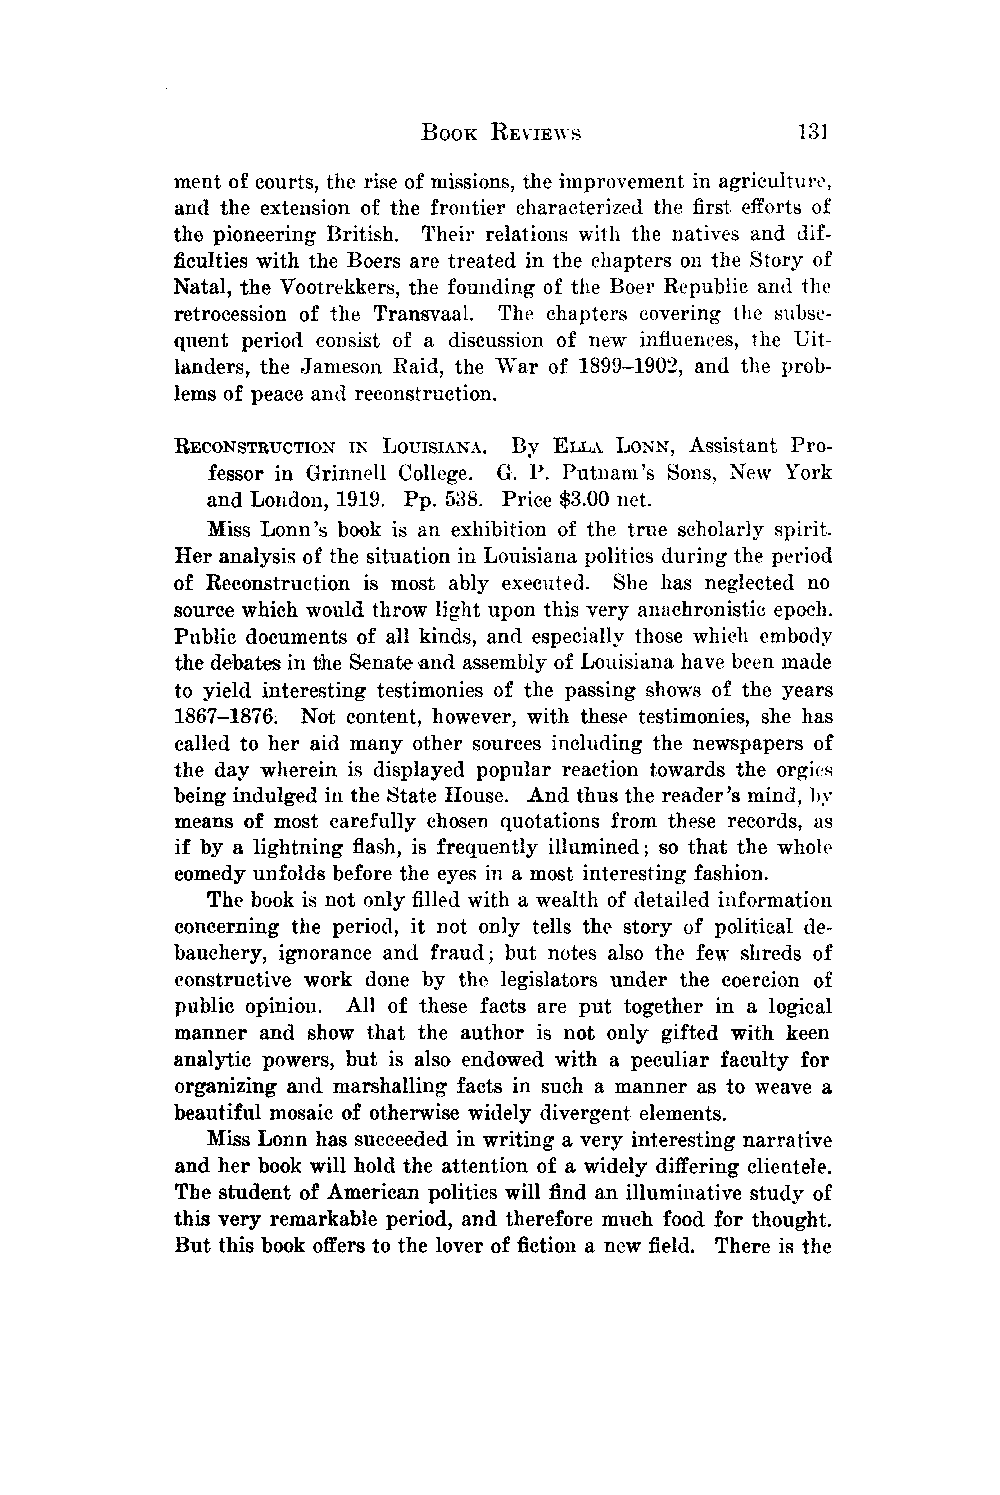 BOOK REVIEWS 131
ment of courts, the rise of missions, the improvement in agriculture,
and the extension of the frontier characterized the first efforts of
the pioneering British. Their relations with the natives and dif-
ficulties with the Boers are treated in the chapters on the Story of
Natal, the Vootrekkers, the founding of the Boer Republic and the
retrocession of the Transvaal. The chapters covering the subse-
quent period consist of a discussion of new influences, the Uit-
landers, the Jameson Raid, the War of 1899–1902, and the prob-
lems of peace and reconstruction.
RECONSTRUCTION IN LOUISIANA. By ELLA LONN, Assistant Pro-
fessor in Grinnell College. G. P. Putnam's Sons, New York
and London, 1919. Pp. 538. Price $3.00 net.
Miss Lonn's book is an exhibition of the true scholarly spirit.
Her analysis of the situation in Louisiana politics during the period
of Reconstruction is most ably executed. She has neglected no
source which would throw light upon this very anachronistic epoch.
Public documents of all kinds, and especially those which embody
the debates in the Senate and assembly of Louisiana have been made
to yield interesting testimonies of the passing shows of the years
1867–1876. Not content, however, with these testimonies, she has
called to her aid many other sources including the newspapers of
the day wherein is displayed popular reaction towards the orgies
being indulged in the State House. And thus the reader's mind, by
means of most carefully chosen quotations from these records, as
if by a lightning flash, is frequently illumined; so that the whole
comedy unfolds before the eyes in a most interesting fashion.
The book is not only filled with a wealth of detailed information
concerning the period, it not only tells the story of political de-
bauchery, ignorance and fraud; but notes also the few shreds of
constructive work done by the legislators under the coercion of
public opinion. All of these facts are put together in a logical
manner and show that the author is not only gifted with keen
analytic powers, but is also endowed with a peculiar faculty for
organizing and marshalling facts in such a manner as to weave a
beautiful mosaic of otherwise widely divergent elements.
Miss Lonn has succeeded in writing a very interesting narrative
and her book will hold the attention of a widely differing clientele.
The student of American politics will find an illuminative study of
this very remarkable period, and therefore much food for thought.
But this book offers to the lover of fiction a new field. There is the